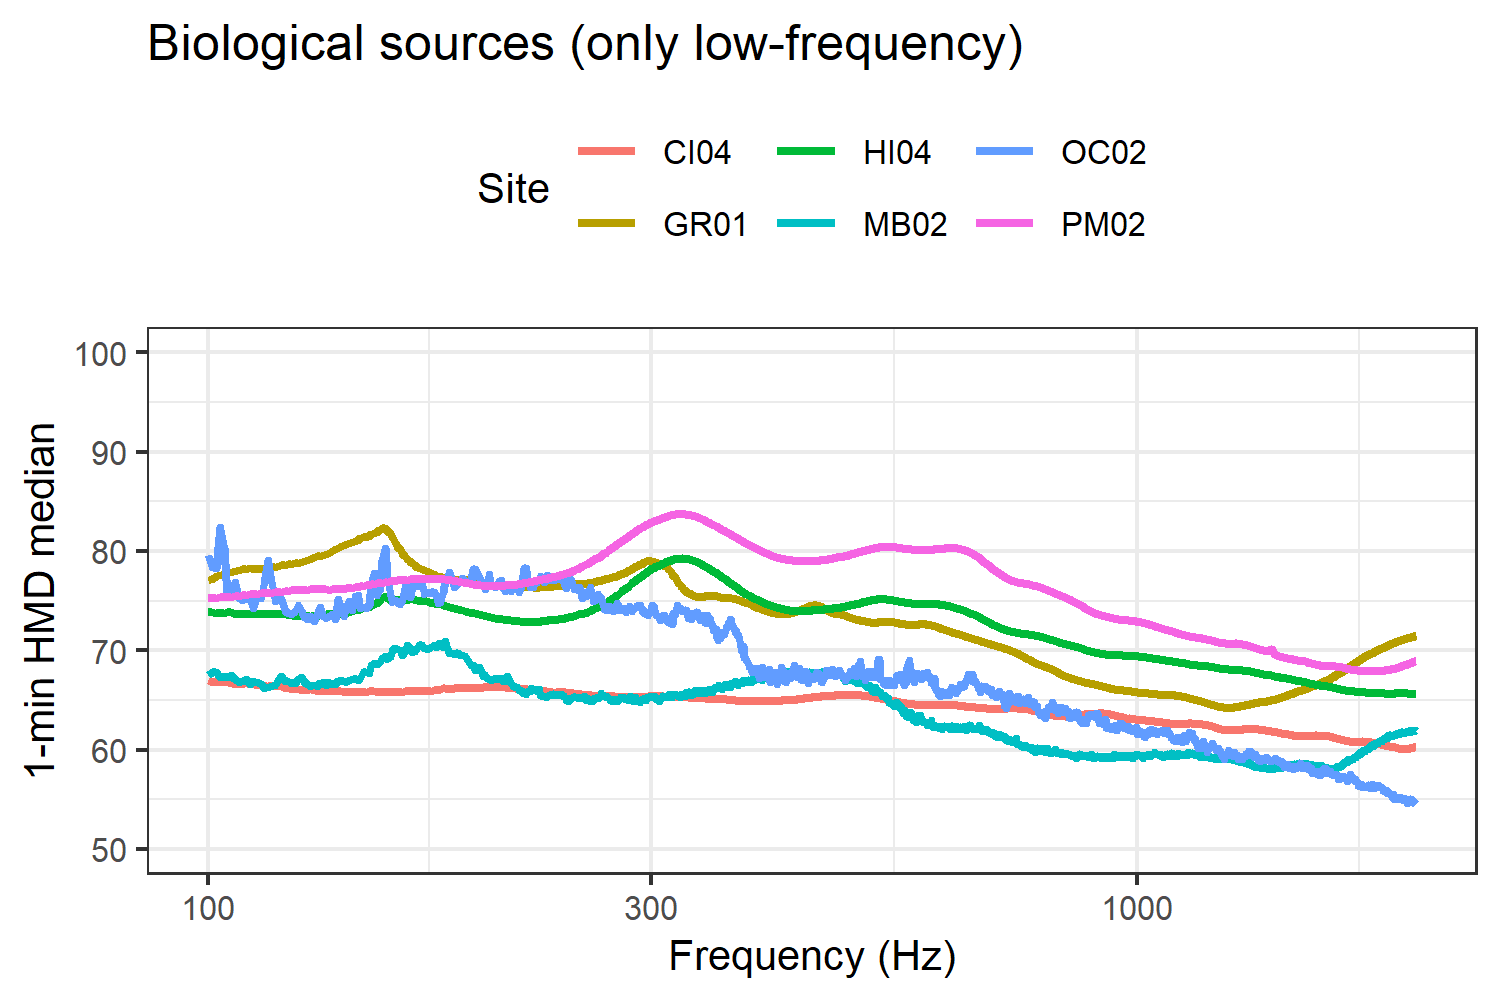 Biological sources (only low-frequency)
Site
CI04 HI04 OC02
GR01 MB02 PM02
1-min HMD median
100
90
80
70
60
50
100 300 1000
Frequency (Hz)